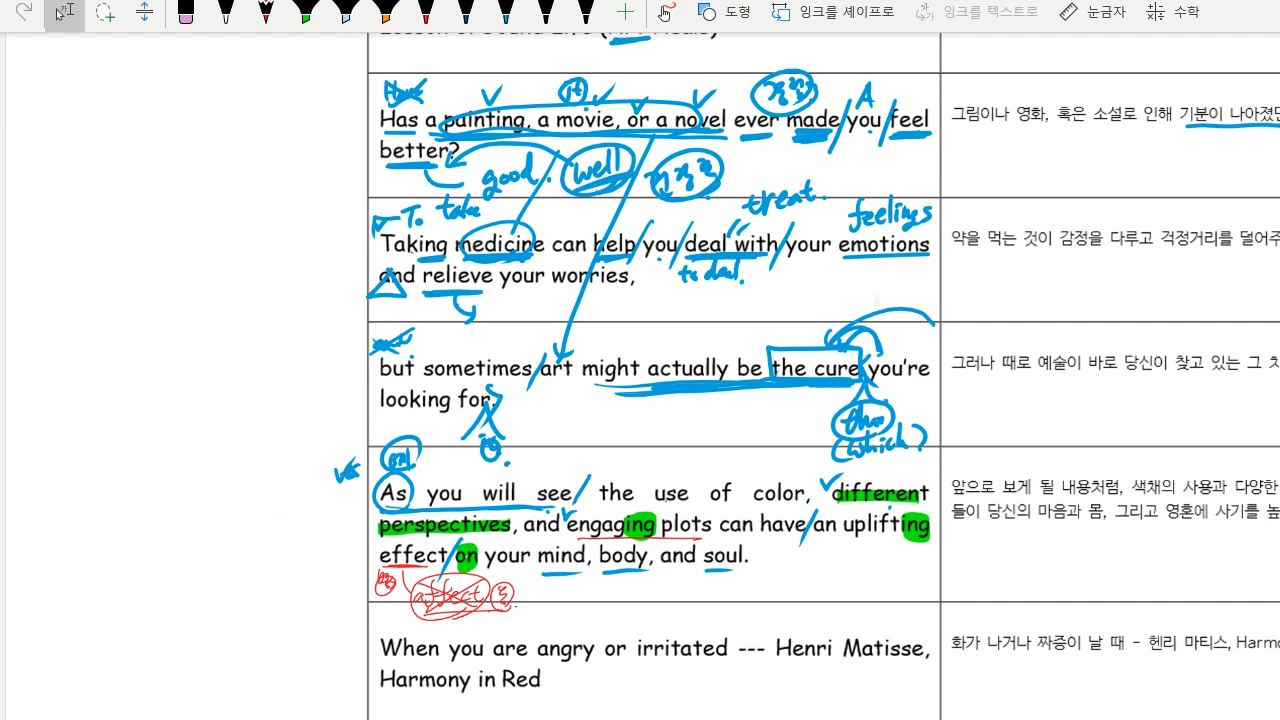 도형 잉크를 셰이프로 잉크를 텍스트로 눈금자 수학
Has a painting, a movie, or a novel ever made you feel
better?
good. well
그림이나 영화, 혹은 소설로 인해 기분이 나아졌던
To take treat. feelings
Taking medicine can help you deal with your emotions
and relieve your worries,
to deal.
약을 먹는 것이 감정을 다루고 걱정거리를 덜어주
but sometimes art might actually be the cure you're
looking for.
(which)
그러나 때로 예술이 바로 당신이 찾고 있는 그 치
As you will see, the use of color, different
perspectives, and engaging plots can have an uplifting
effect on your mind, body, and soul.
affect
앞으로 보게 될 내용처럼, 색채의 사용과 다양한
들이 당신의 마음과 몸, 그리고 영혼에 사기를 높
When you are angry or irritated --- Henri Matisse,
Harmony in Red
화가 나거나 짜증이 날 때 - 헨리 마티스, Harmo